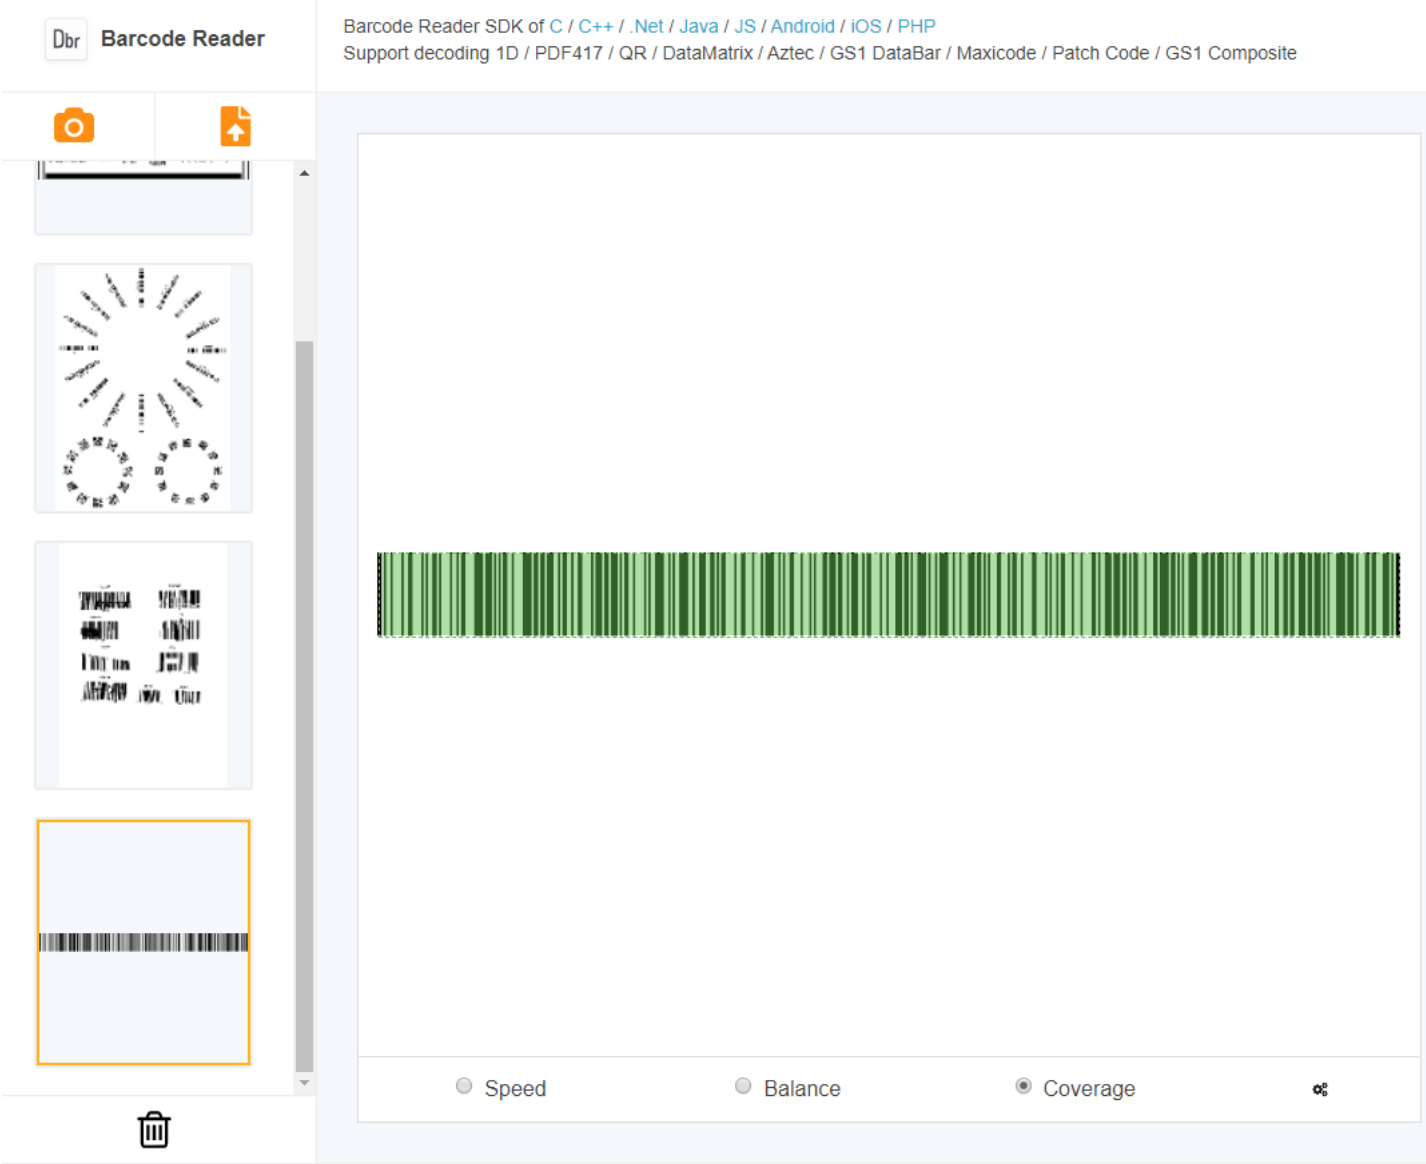 Dbr Barcode Reader
Barcode Reader SDK of C / C++ / .Net / Java / JS / Android / iOS / PHP
Support decoding 1D / PDF417 / QR / DataMatrix / Aztec / GS1 DataBar / Maxicode / Patch Code / GS1 Composite
Speed
Balance
Coverage